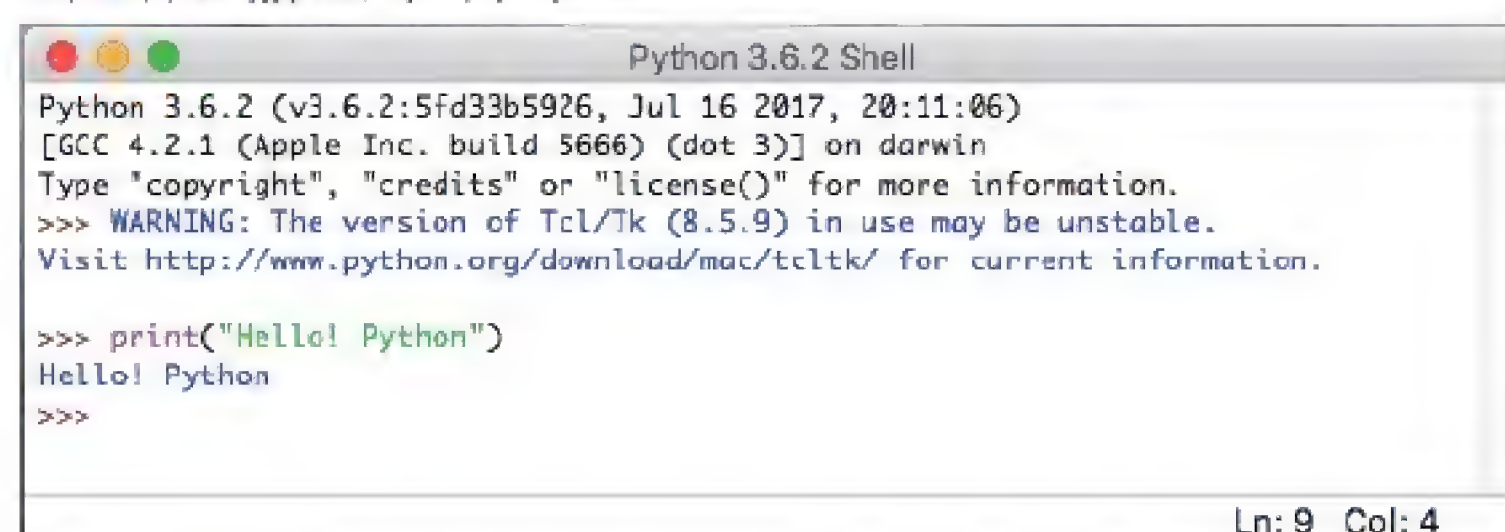 Python 3.6.2 Shell
Python 3.6.2 (v3.6.2:5fd33b5926, Jul 16 2017, 20:11:06)
[GCC 4.2.1 (Apple Inc. build 5666) (dot 3)] on darwin
Type "copyright", "credits" or "license()" for more information.
>>> WARNING: The version of Tcl/Tk (8.5.9) in use may be unstable.
Visit http://www.python.org/download/mac/tcltk/ for current information.
>>> print("Hello! Python")
Hello! Python
>>>
Ln: 9 Col: 4